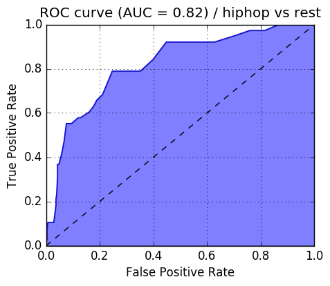 ROC curve (AUC = 0.82) / hiphop vs rest
1.0
0.8
0.6
0.4
0.2
0.0
True Positive Rate
0.0 0.2 0.4 0.6 0.8 1.0
False Positive Rate